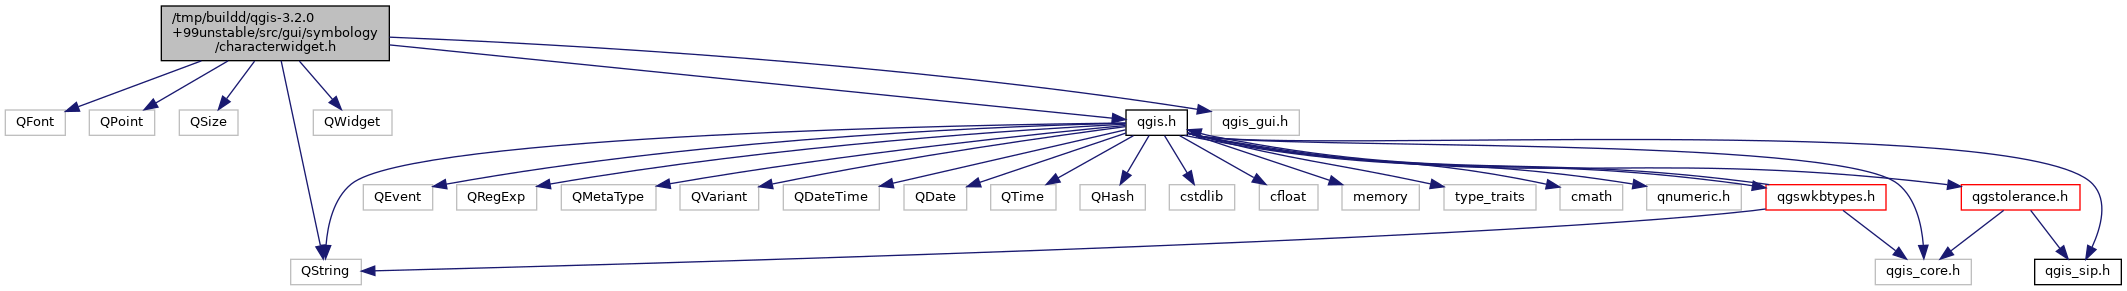 /tmp/buildd/qgis-3.2.0
+99unstable/src/gui/symbology
/characterwidget.h
QFont
QPoint
QSize
QWidget
qgis.h
qgis_gui.h
QEvent
QRegExp
QMetaType
QVariant
QDateTime
QDate
QTime
QHash
cstdlib
cfloat
memory
type_traits
cmath
qnumeric.h
qgswkbtypes.h
qgstolerance.h
QString
qgis_core.h
qgis_sip.h